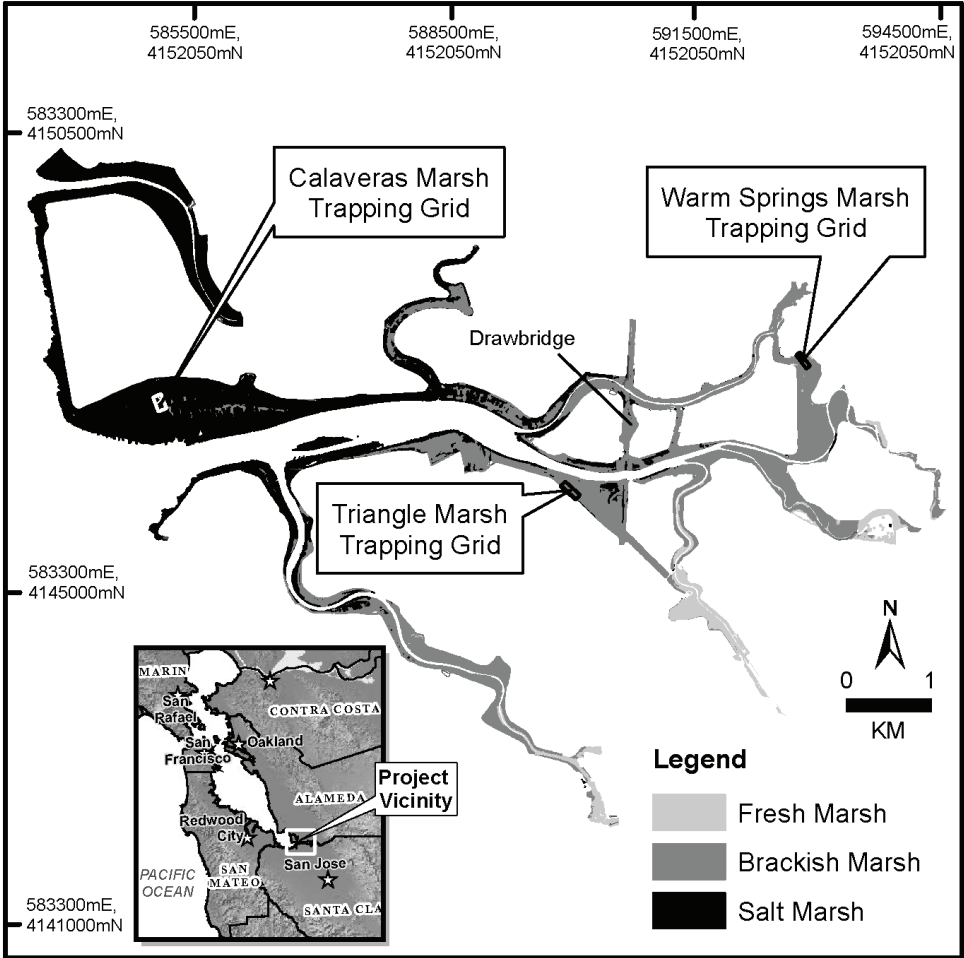 585500mE,
4152050mN
588500mE,
4152050mN
591500mE,
4152050mN
594500mE,
4152050mN
583300mE,
4150500mN
Calaveras Marsh
Trapping Grid
Warm Springs Marsh
Trapping Grid
Drawbridge
Triangle Marsh
Trapping Grid
583300mE,
4145000mN
N
0 1
KM
MARIN
San
Rafael
CONTRA COSTA
San
Francisco
Oakland
Project
Vicinity
ALAMEDA
Redwood
City
San Jose
PACIFIC
OCEAN
SAN
MATEO
SANTA CLA
583300mE,
4141000mN
Legend
Fresh Marsh
Brackish Marsh
Salt Marsh